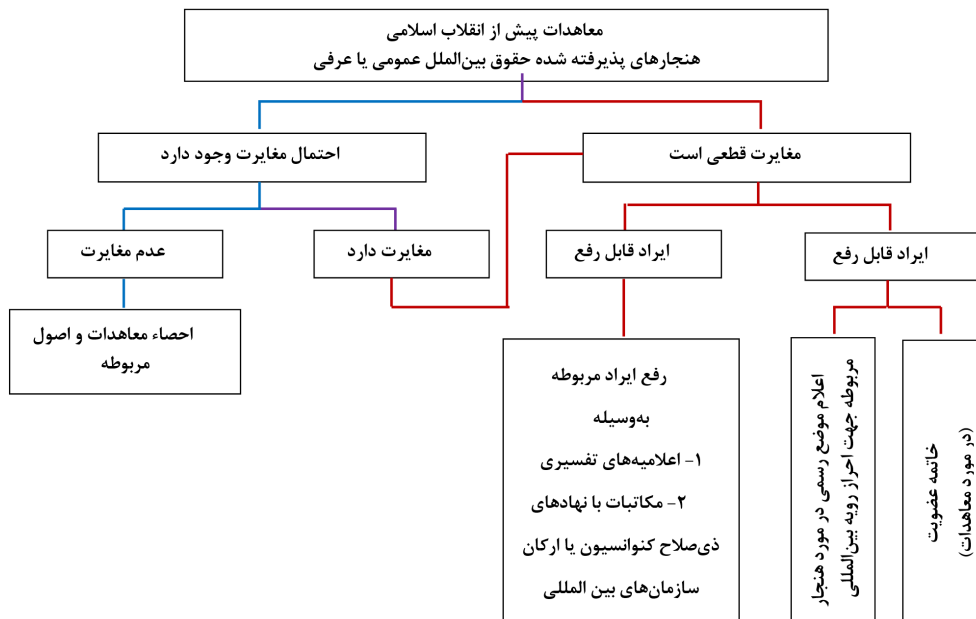 معاهدات پیش از انقلاب اسلامی
هنجارهای پذیرفته شده حقوق بین‌الملل عمومی یا عرفی
مغایرت قطعی است
احتمال مغایرت وجود دارد
ایراد قابل رفع
ایراد قابل رفع
مغایرت دارد
عدم مغایرت
احصاء معاهدات و اصول
مربوطه
رفع ایراد مربوطه
به‌وسیله
۱- اعلامیه‌های تفسیری
۲- مکاتبات با نهادهای
ذی‌صلاح کنوانسیون یا ارکان
سازمان‌های بین المللی
اعلام موضع رسمی در مورد هنجار
مربوطه جهت احراز رویه بین‌المللی
خاتمه عضویت
(در مورد معاهدات)